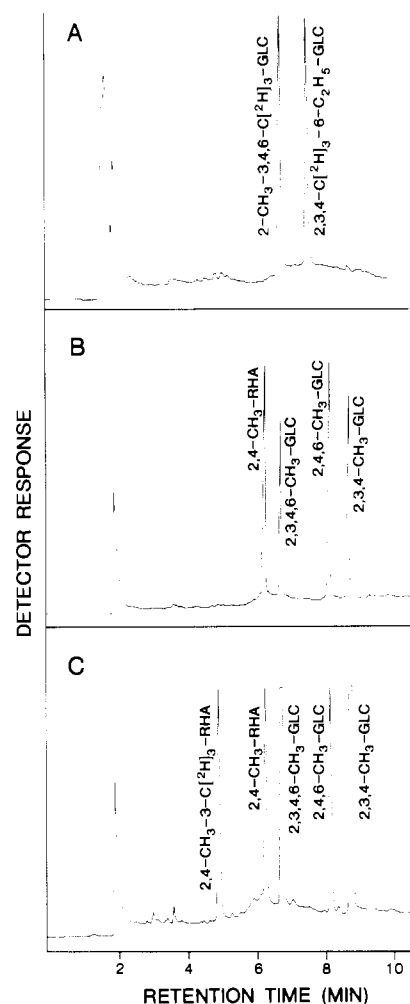 A
2-CH₃-3,4,6-C[²H]₃-GLC
2,3,4-C[²H]₃-6-C₂H₅-GLC
B
2,4-CH₃-RHA
2,3,4,6-CH₃-GLC
2,4,6-CH₃-GLC
2,3,4-CH₃-GLC
C
2,4-CH₃-3-C[²H]₃-RHA
2,4-CH₃-RHA
2,3,4,6-CH₃-GLC
2,4,6-CH₃-GLC
2,3,4-CH₃-GLC
DETECTOR RESPONSE
2 4 6 8 10
RETENTION TIME (MIN)